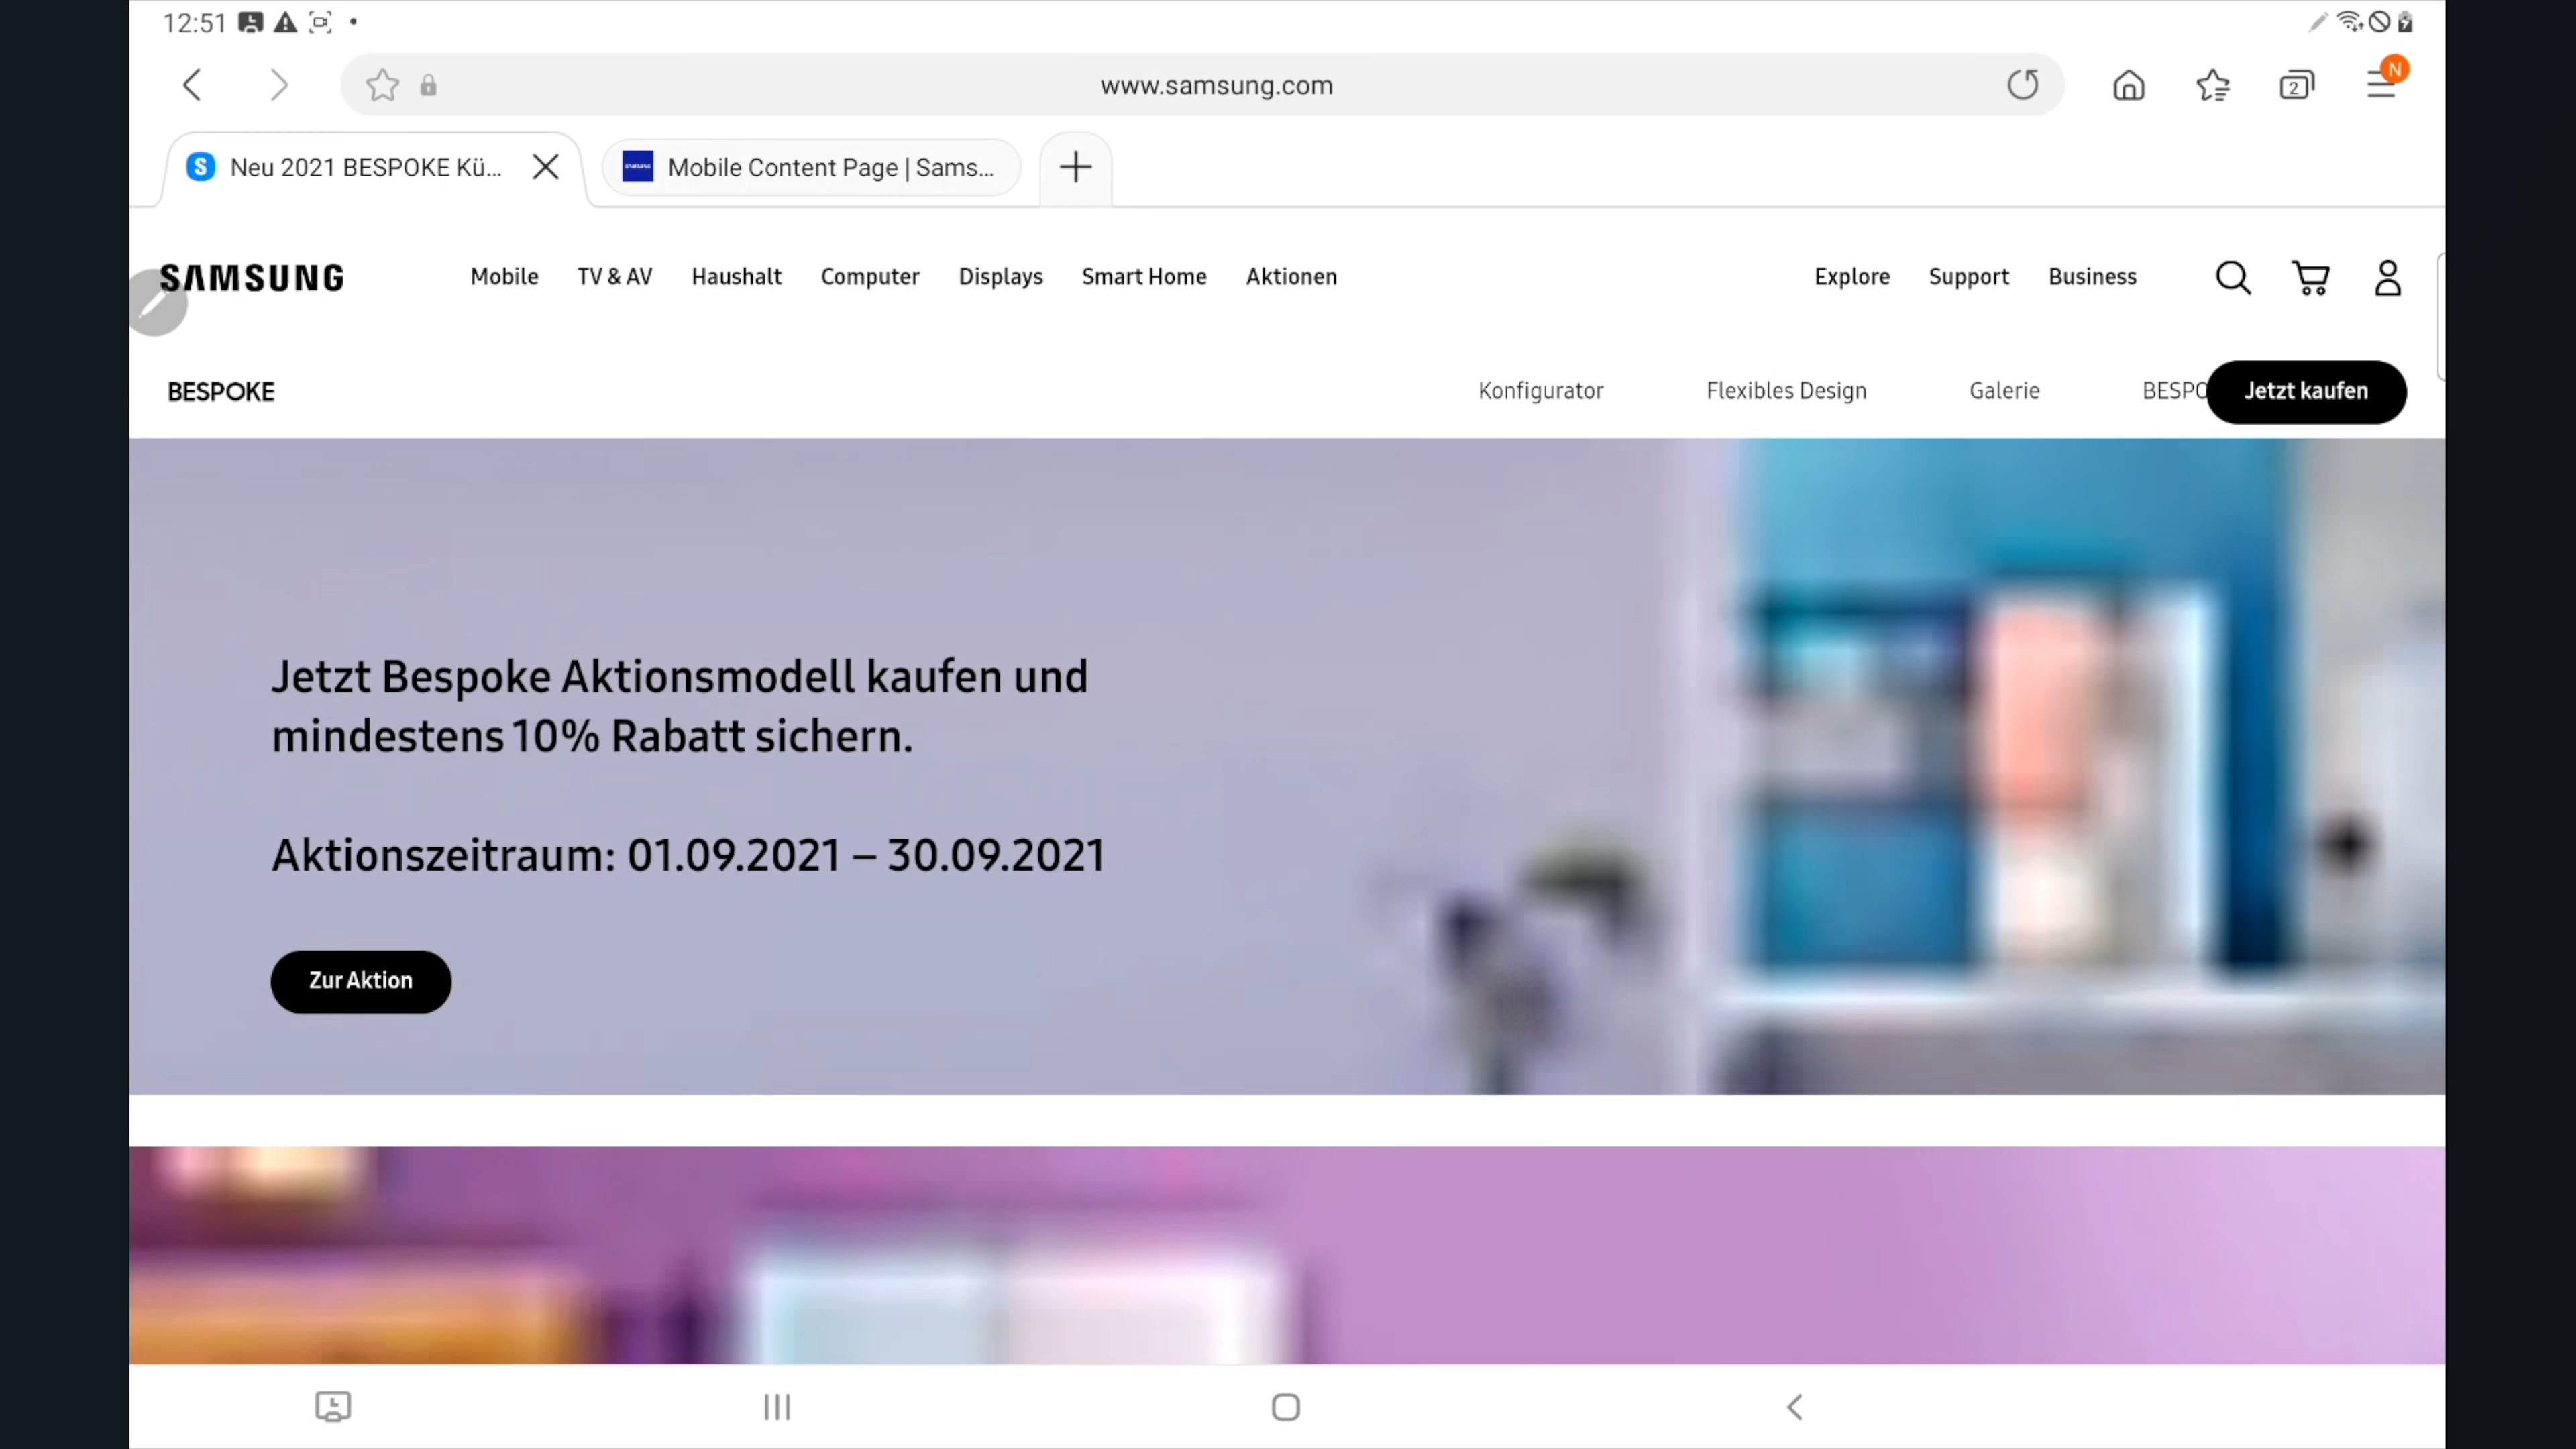 12:51
www.samsung.com
2
N
S Neu 2021 BESPOKE Kü...
SAMSUNG Mobile Content Page | Sams...
SAMSUNG Mobile TV & AV Haushalt Computer Displays Smart Home Aktionen Explore Support Business
BESPOKE Konfigurator Flexibles Design Galerie BESPO Jetzt kaufen
Jetzt Bespoke Aktionsmodell kaufen und
mindestens 10% Rabatt sichern.
Aktionszeitraum: 01.09.2021 – 30.09.2021
Zur Aktion